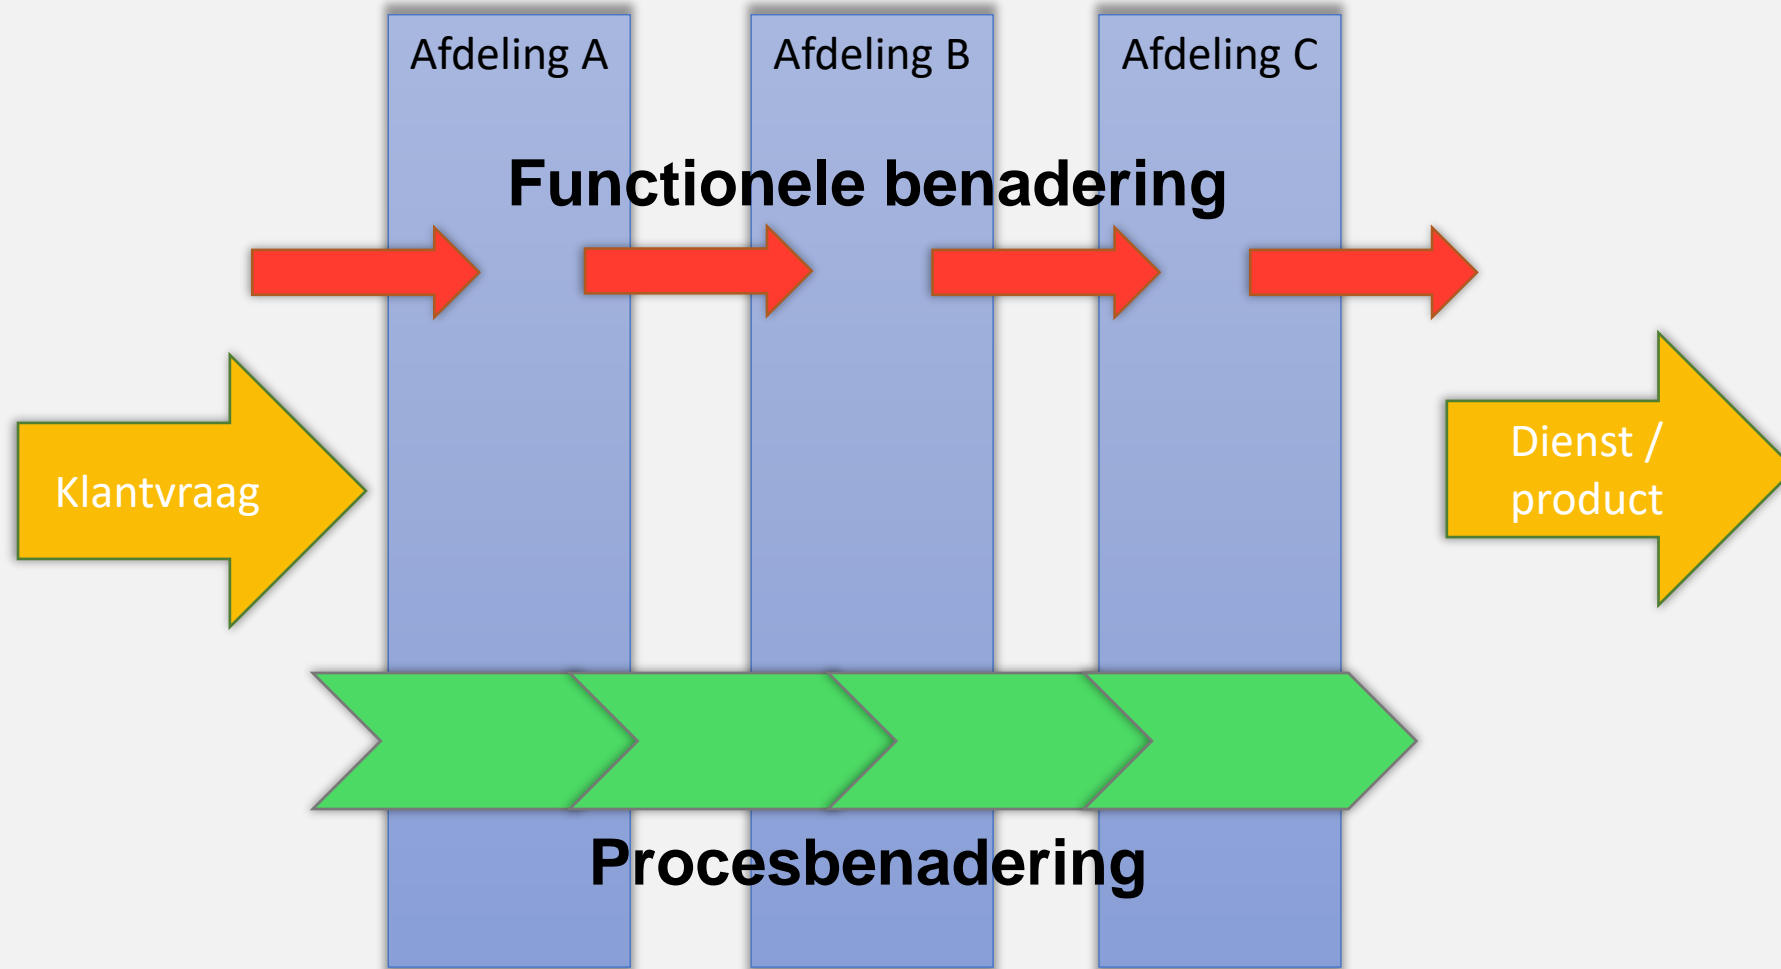 Afdeling A
Afdeling B
Afdeling C
Functionele benadering
Klantvraag
Dienst /
product
Procesbenadering